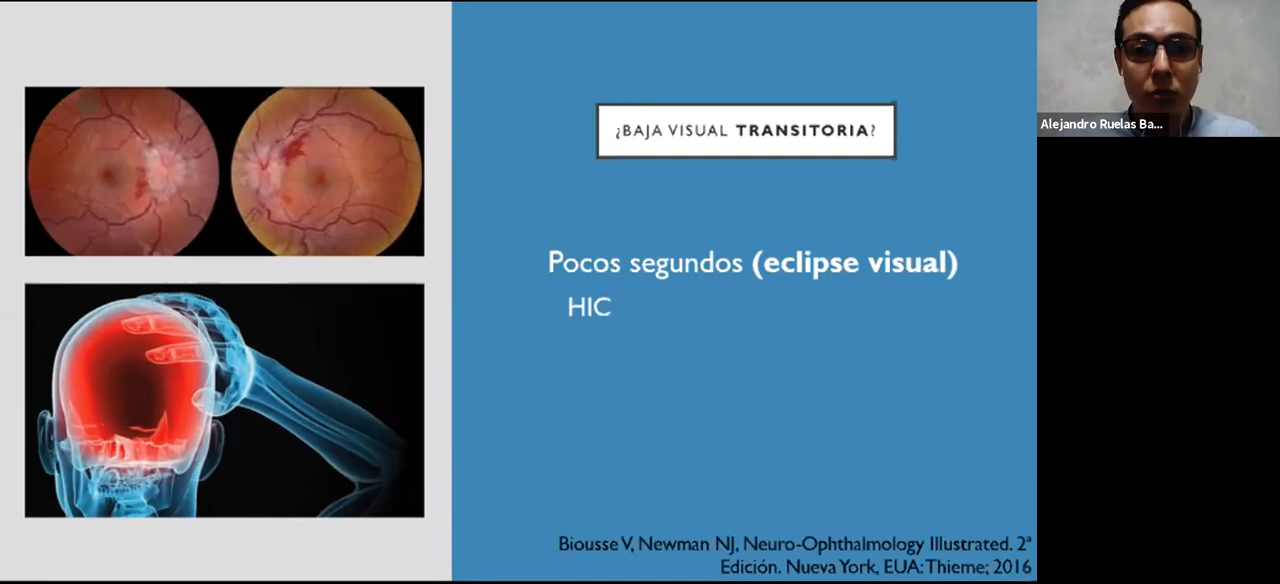 ¿BAJA VISUAL TRANSITORIA?
Pocos segundos (eclipse visual)
HIC
Biousse V, Newman NJ, Neuro-Ophthalmology Illustrated. 2ª
Edición. Nueva York, EUA: Thieme; 2016
Alejandro Ruelas Ba...